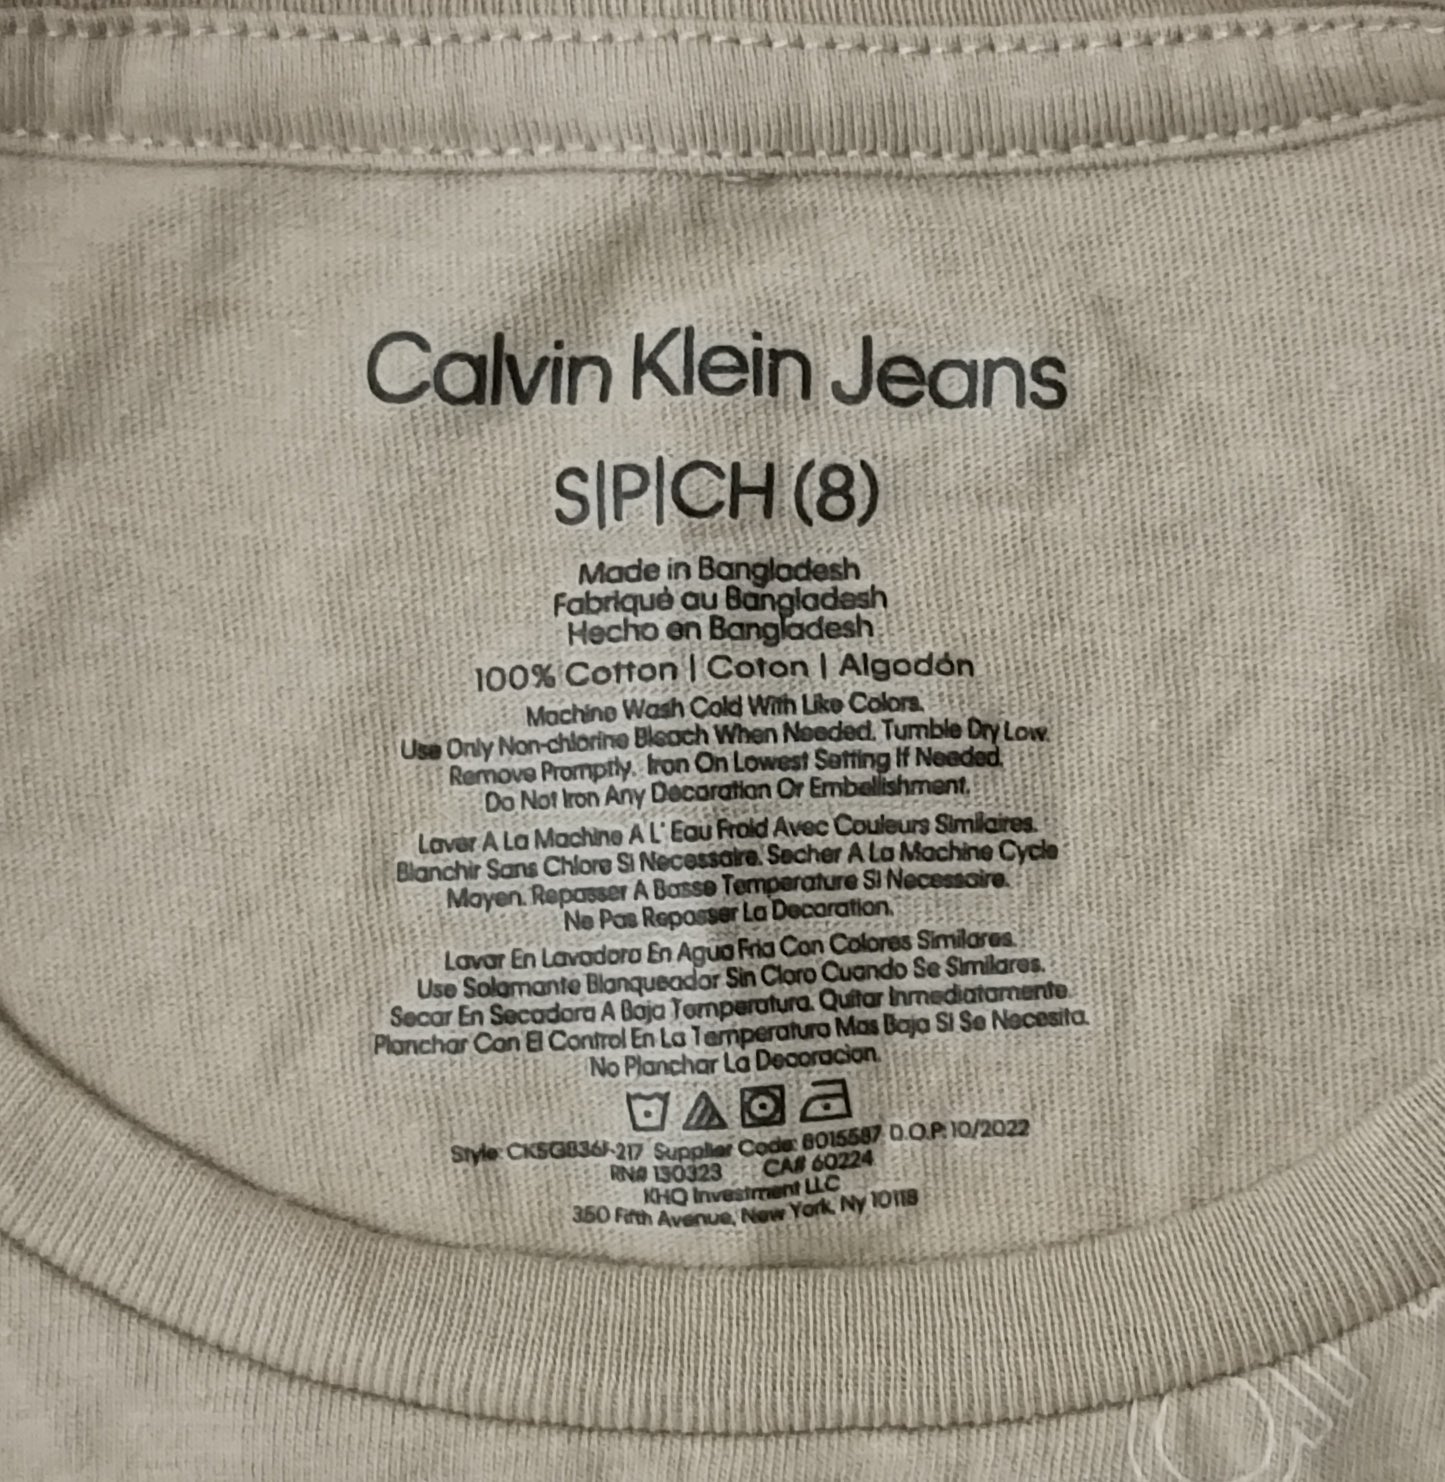 Calvin Klein Jeans
S|P|CH (8)
Made in Bangladesh
Fabriqué au Bangladesh
Hecho en Bangladesh
100% Cotton | Coton | Algodón
Machine Wash Cold With Like Colors.
Use Only Non-chlorine Bleach When Needed. Tumble Dry Low.
Remove Promptly. Iron On Lowest Setting If Needed.
Do Not Iron Any Decoration Or Embellishment.
Laver A La Machine A L' Eau Froid Avec Couleurs Similaires.
Blanchir Sans Chlore Si Necessaire. Secher A La Machine Cycle
Moyen. Repasser A Basse Temperature Si Necessaire.
Ne Pas Repasser La Decoration.
Lavar En Lavadora En Agua Fria Con Colores Similares.
Use Solamante Blanqueador Sin Cloro Cuando Se Similares.
Secar En Secadora A Baja Temperatura. Quitar Inmediatamente.
Planchar Con El Control En La Temperatura Mas Baja Si Se Necesita.
No Planchar La Decoracion.
Style: Supplier Code: 8015587 D.O.P: 10/2022
RN# 130323 CA# 60224
KHQ Investment LLC
350 Fifth Avenue, New York, Ny 10118